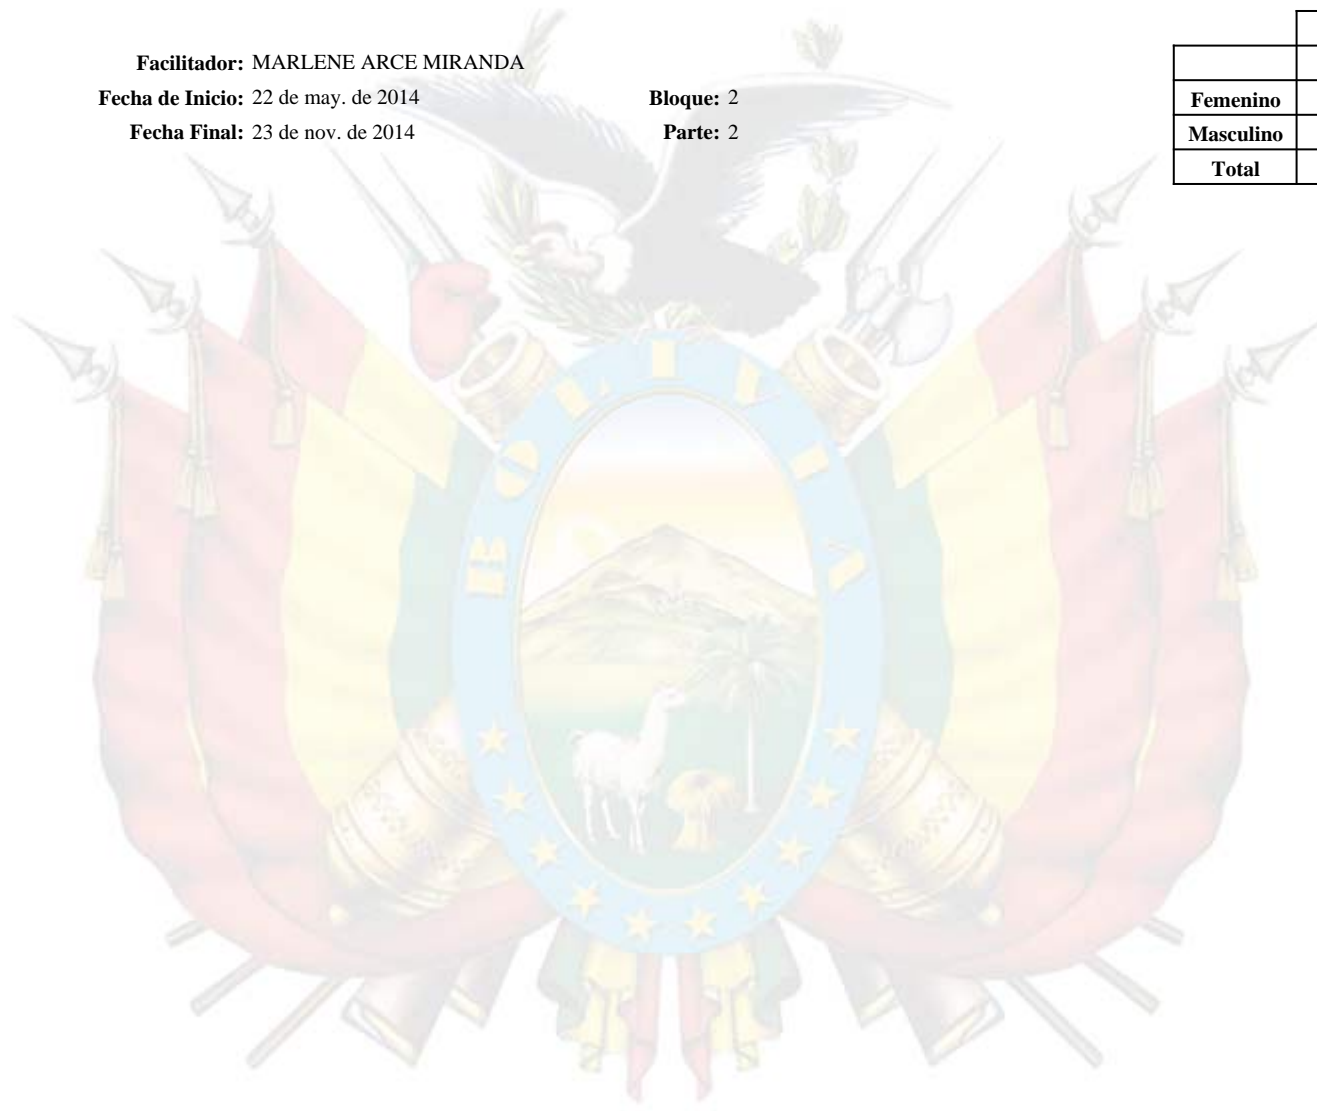 Facilitador: MARLENE ARCE MIRANDA
Fecha de Inicio: 22 de may. de 2014 Bloque: 2
Fecha Final: 23 de nov. de 2014 Parte: 2
Femenino
Masculino
Total
BOLIVIA